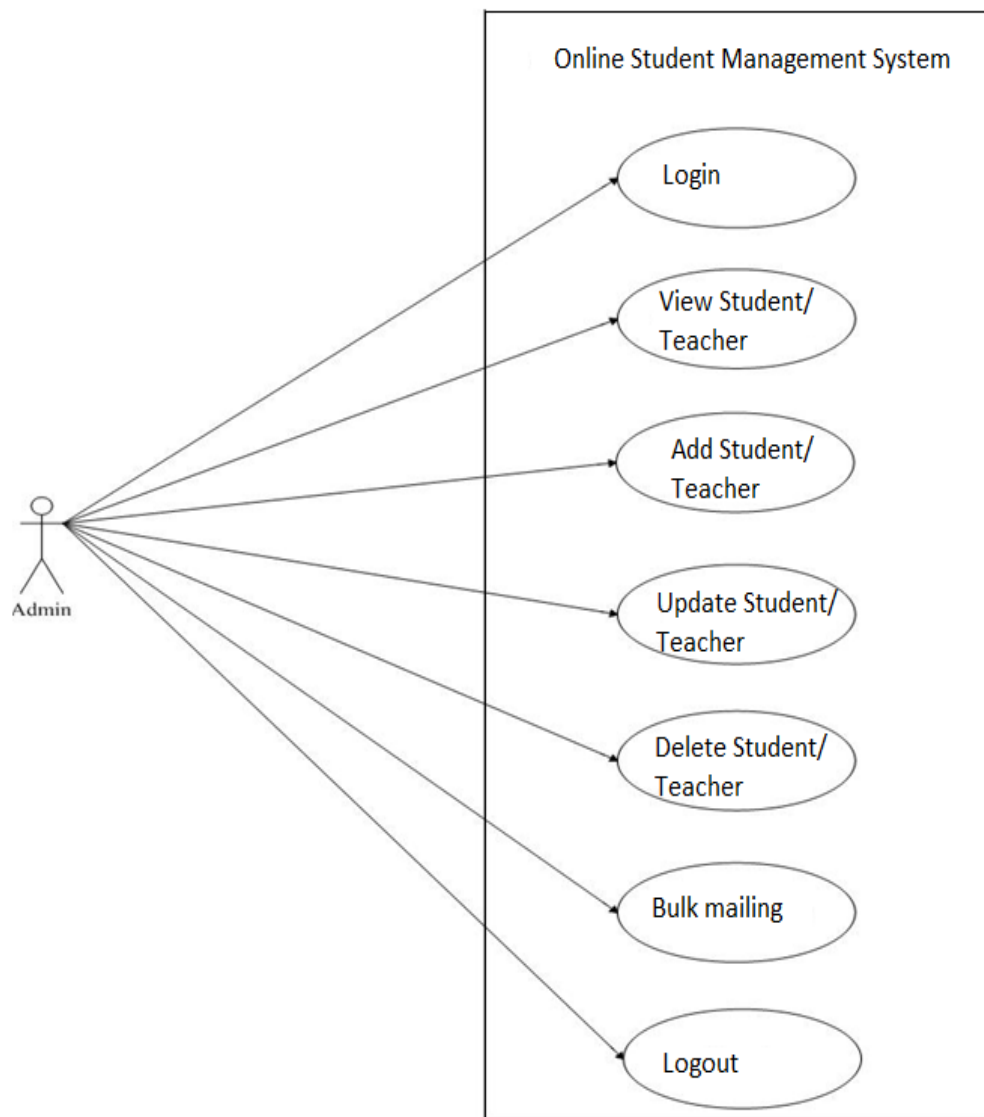 Online Student Management System
Login
View Student/
Teacher
Add Student/
Teacher
Admin
Update Student/
Teacher
Delete Student/
Teacher
Bulk mailing
Logout